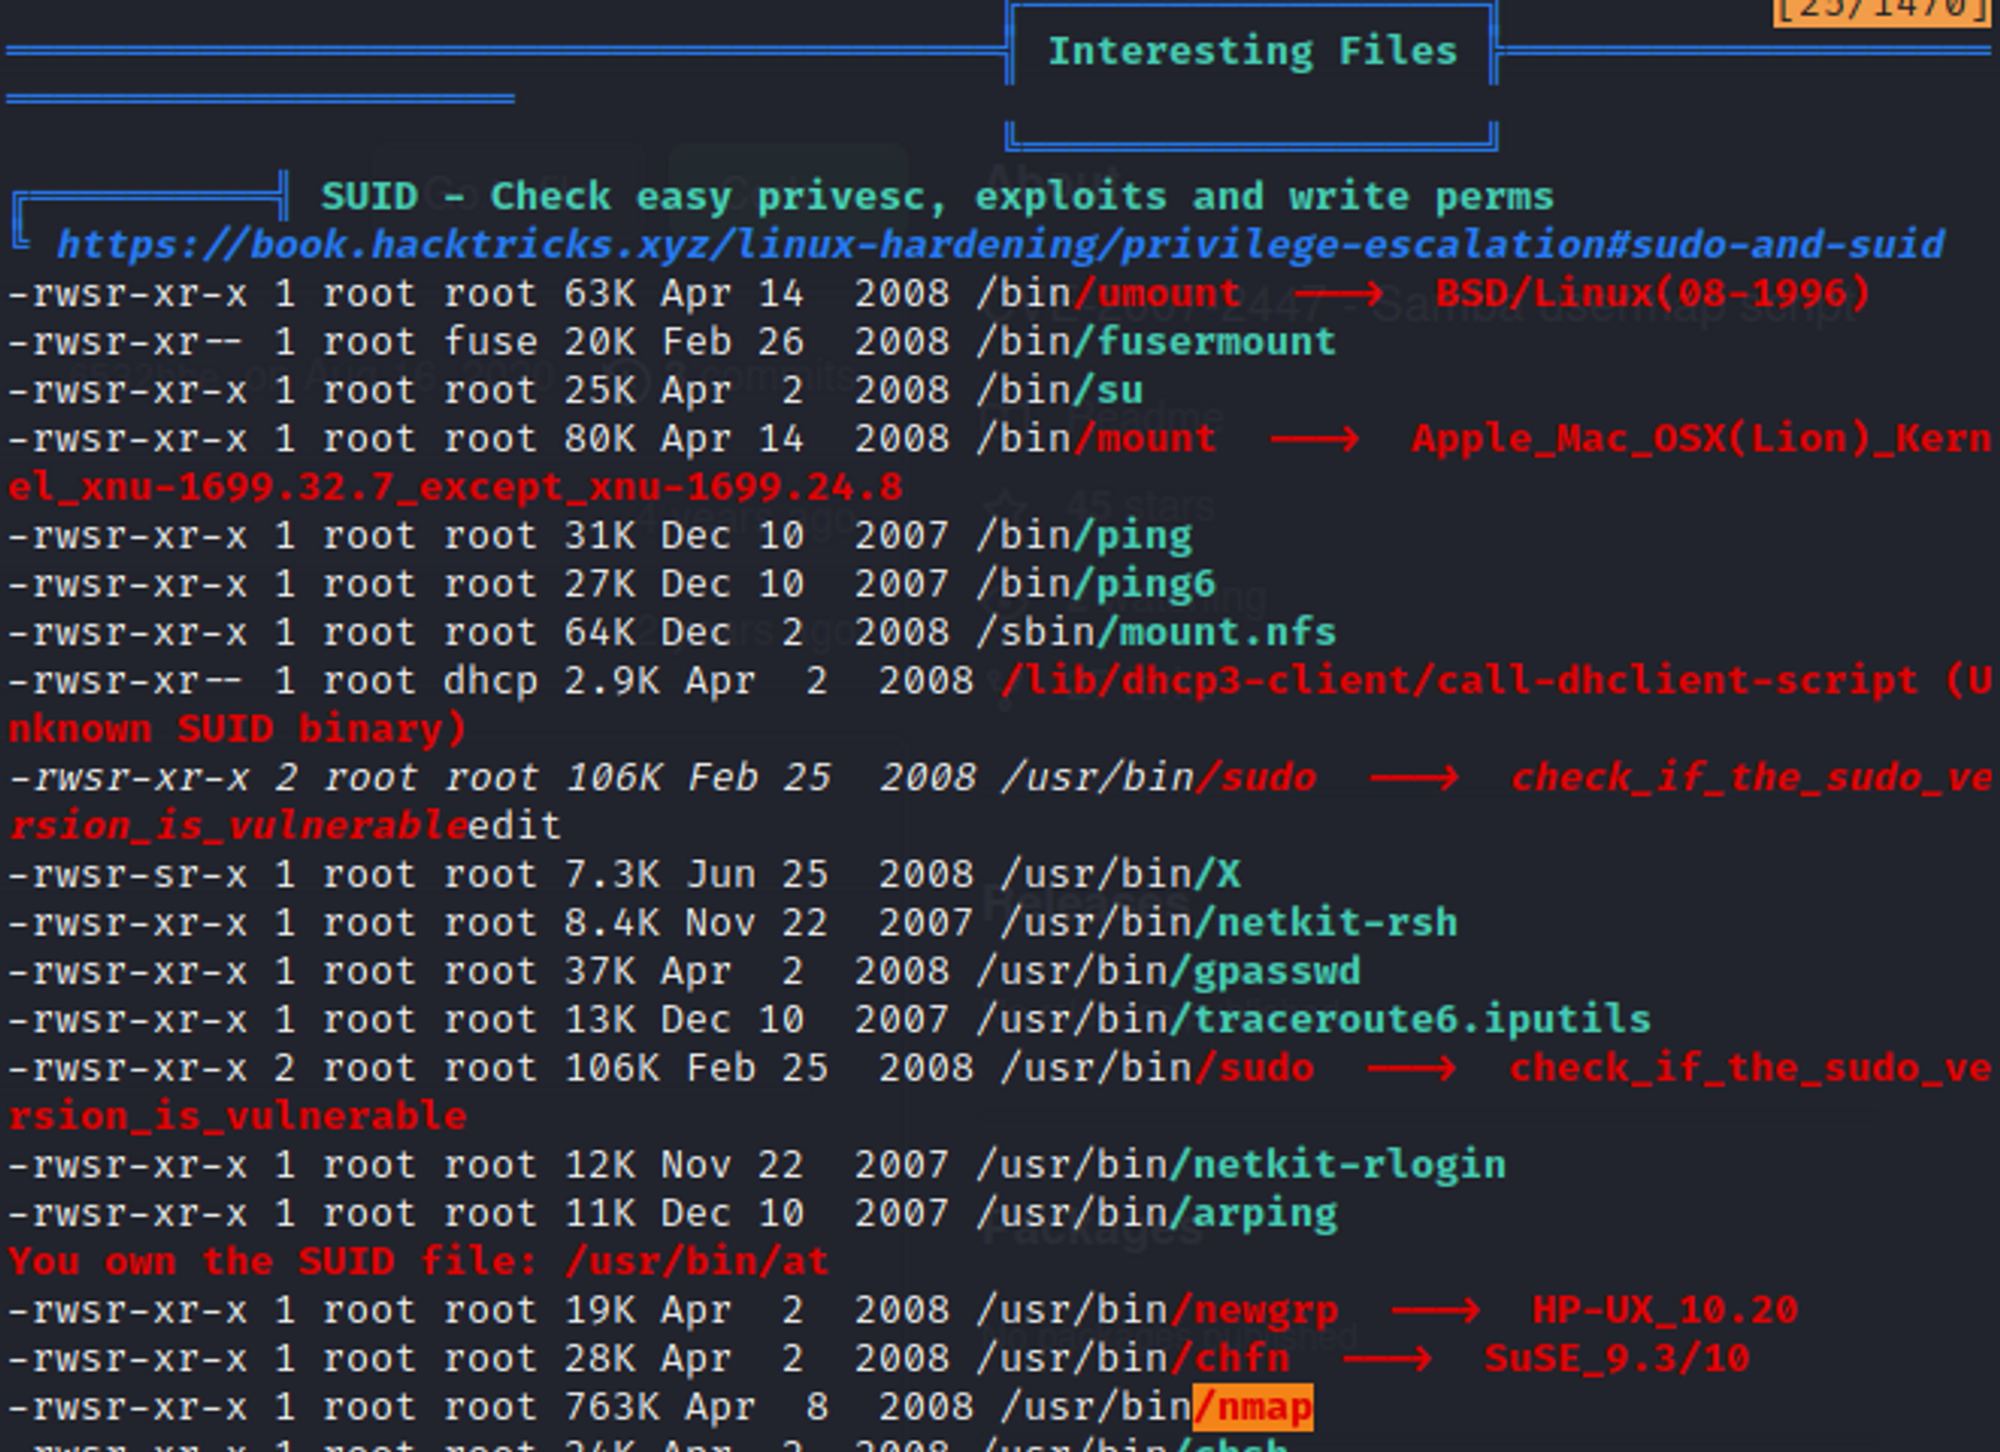 [25/1470]
Interesting Files
SUID - Check easy privesc, exploits and write perms
https://book.hacktricks.xyz/linux-hardening/privilege-escalation#sudo-and-suid
-rwsr-xr-x 1 root root 63K Apr 14  2008 /bin/umount  --->  BSD/Linux(08-1996)
-rwsr-xr-- 1 root fuse 20K Feb 26  2008 /bin/fusermount
-rwsr-xr-x 1 root root 25K Apr  2  2008 /bin/su
-rwsr-xr-x 1 root root 80K Apr 14  2008 /bin/mount  --->  Apple_Mac_OSX(Lion)_Kern
el_xnu-1699.32.7_except_xnu-1699.24.8
-rwsr-xr-x 1 root root 31K Dec 10  2007 /bin/ping
-rwsr-xr-x 1 root root 27K Dec 10  2007 /bin/ping6
-rwsr-xr-x 1 root root 64K Dec  2  2008 /sbin/mount.nfs
-rwsr-xr-- 1 root dhcp 2.9K Apr  2  2008 /lib/dhcp3-client/call-dhclient-script (U
nknown SUID binary)
-rwsr-xr-x 2 root root 106K Feb 25  2008 /usr/bin/sudo  --->  check_if_the_sudo_ve
rsion_is_vulnerableedit
-rwsr-sr-x 1 root root 7.3K Jun 25  2008 /usr/bin/X
-rwsr-xr-x 1 root root 8.4K Nov 22  2007 /usr/bin/netkit-rsh
-rwsr-xr-x 1 root root 37K Apr  2  2008 /usr/bin/gpasswd
-rwsr-xr-x 1 root root 13K Dec 10  2007 /usr/bin/traceroute6.iputils
-rwsr-xr-x 2 root root 106K Feb 25  2008 /usr/bin/sudo  --->  check_if_the_sudo_ve
rsion_is_vulnerable
-rwsr-xr-x 1 root root 12K Nov 22  2007 /usr/bin/netkit-rlogin
-rwsr-xr-x 1 root root 11K Dec 10  2007 /usr/bin/arping
You own the SUID file: /usr/bin/at
-rwsr-xr-x 1 root root 19K Apr  2  2008 /usr/bin/newgrp  --->  HP-UX_10.20
-rwsr-xr-x 1 root root 28K Apr  2  2008 /usr/bin/chfn  --->  SuSE_9.3/10
-rwsr-xr-x 1 root root 763K Apr  8  2008 /usr/bin/nmap